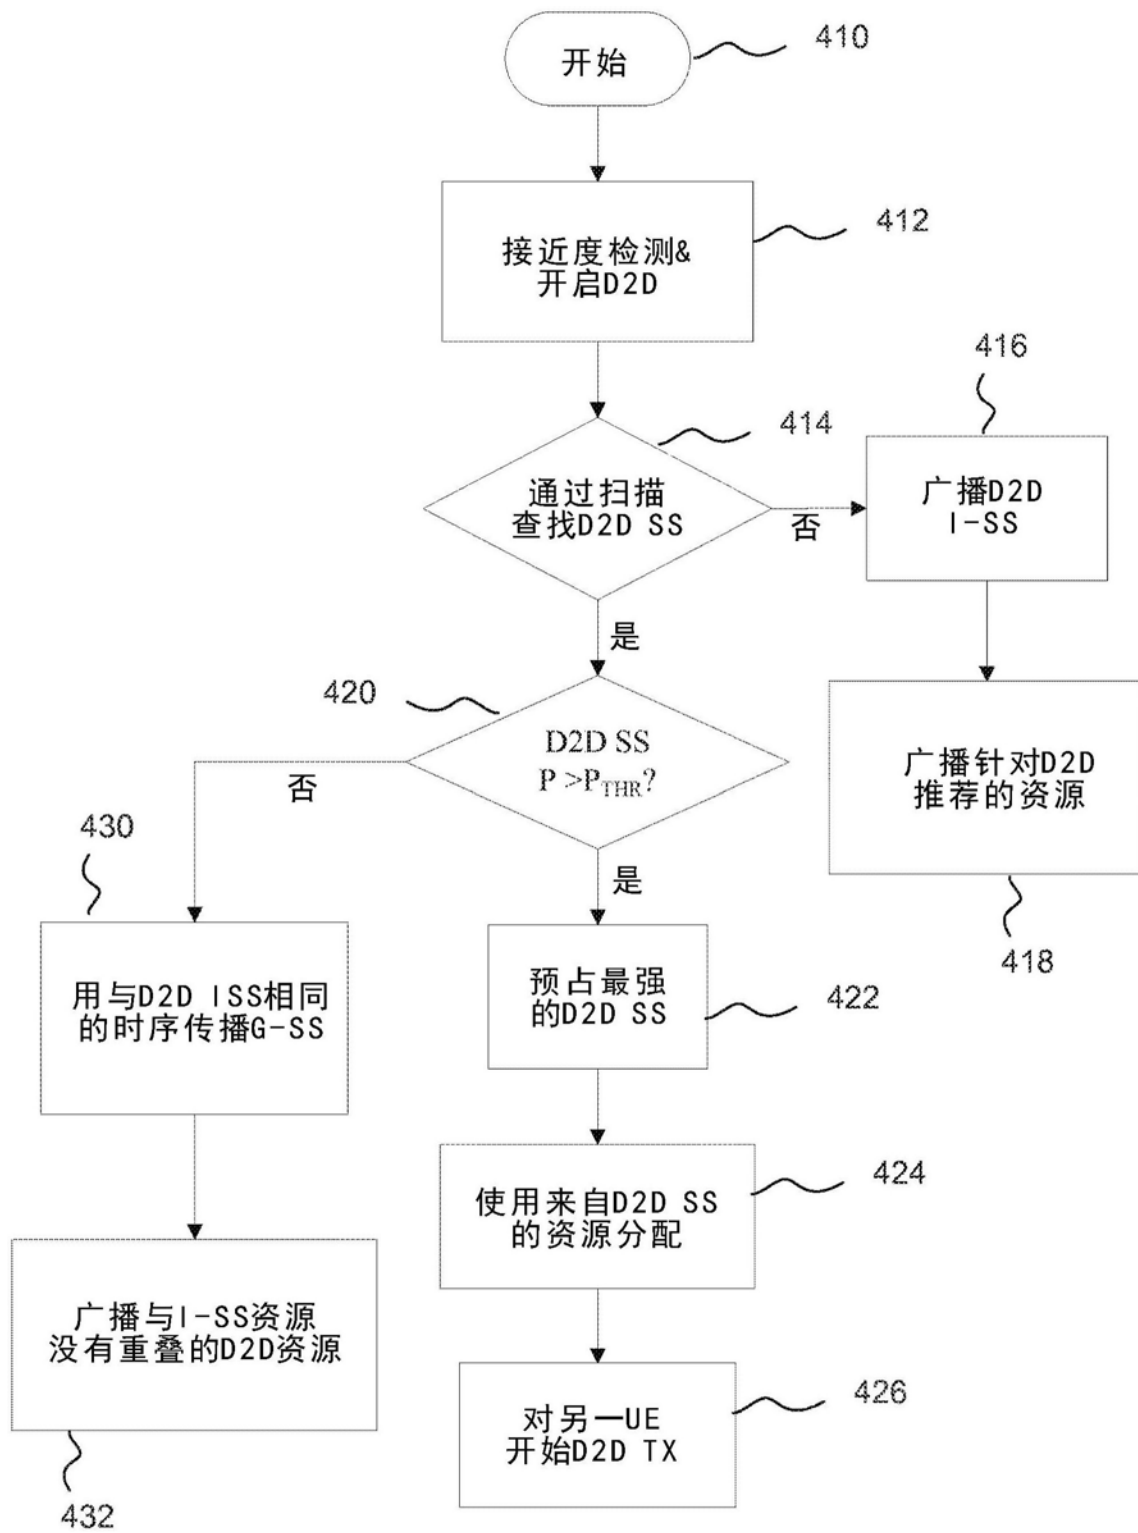 开始
410
接近度检测&
开启D2D
412
416
414
通过扫描
查找D2D SS
否
广播D2D
I-SS
是
420
D2D SS
P >P_THR?
否
广播针对D2D
推荐的资源
430
是
418
用与D2D ISS相同
的时序传播G-SS
预占最强
的D2D SS
422
使用来自D2D SS
的资源分配
424
广播与I-SS资源
没有重叠的D2D资源
对另一UE
开始D2D TX
426
432